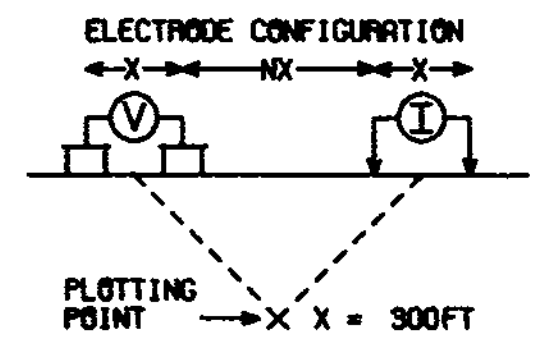 ELECTRODE CONFIGURATION
X NX X
V I
PLOTTING
POINT X X = 300FT